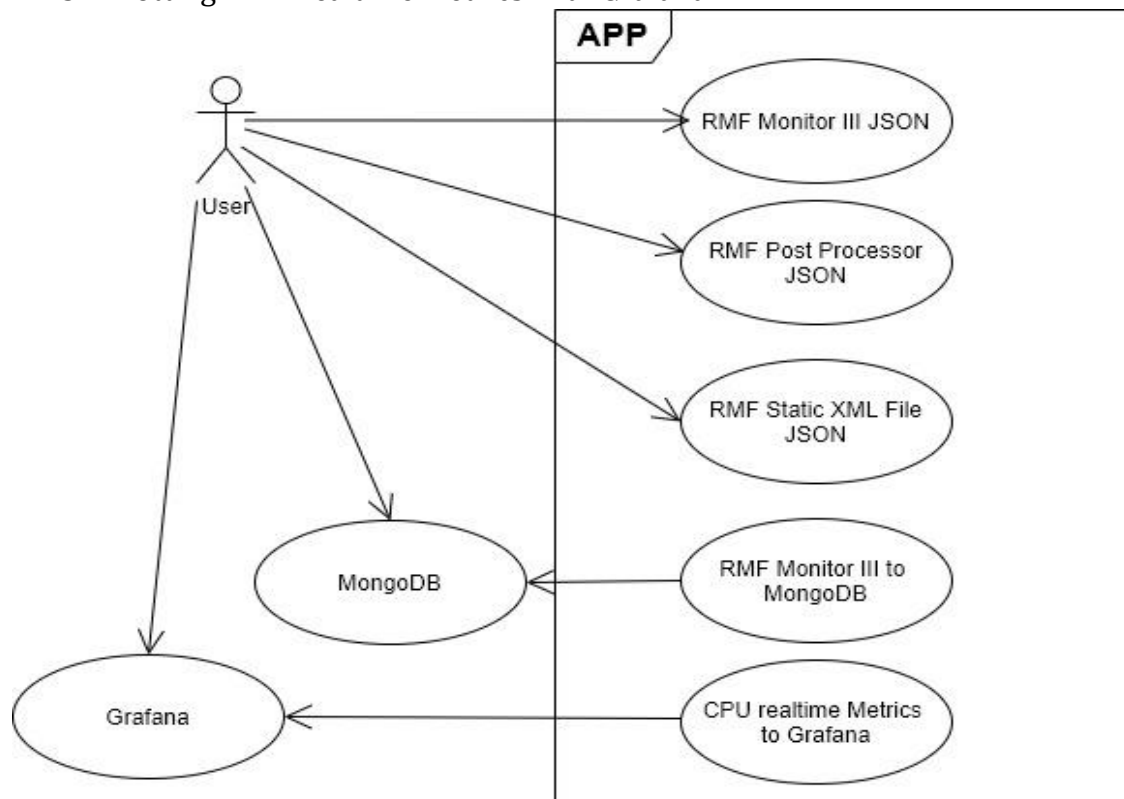 APP
RMF Monitor III JSON
User
RMF Post Processor
JSON
RMF Static XML File
JSON
MongoDB
RMF Monitor III to
MongoDB
Grafana
CPU realtime Metrics
to Grafana